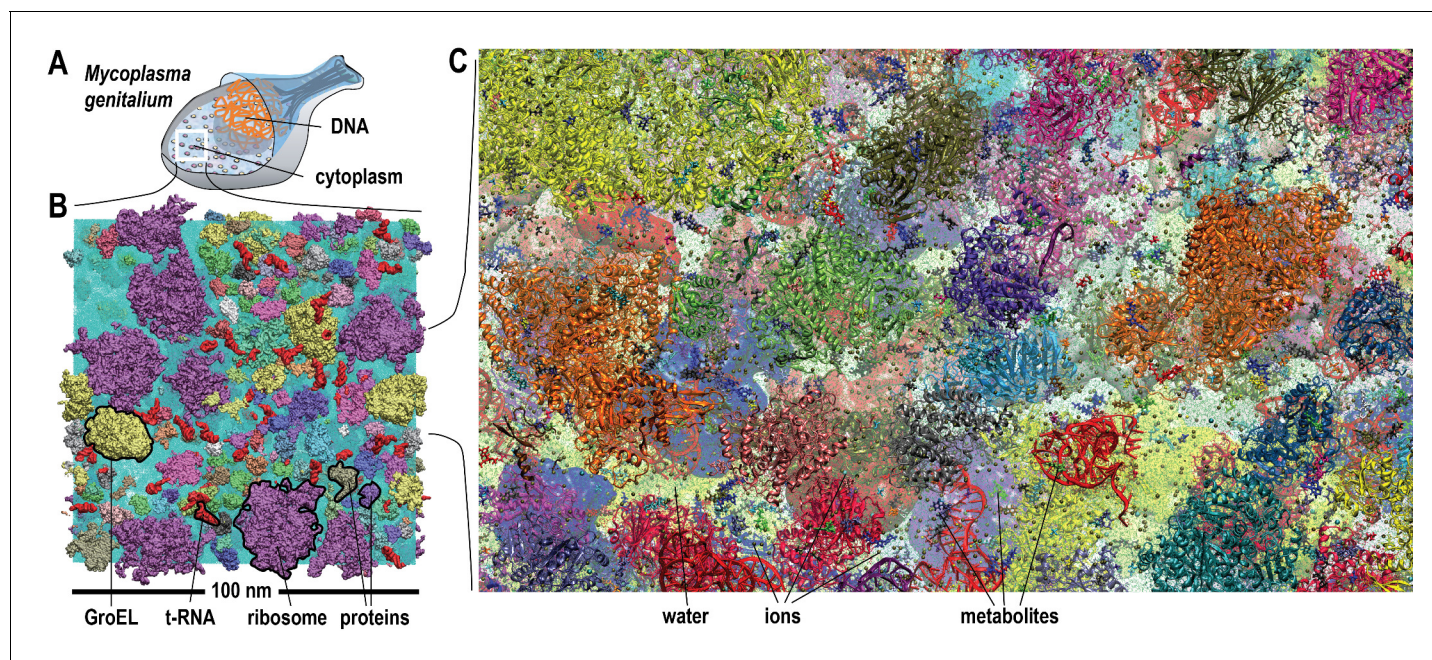 A
Mycoplasma
genitalium
DNA
cytoplasm
B
100 nm
GroEL t-RNA ribosome proteins
C
water ions metabolites